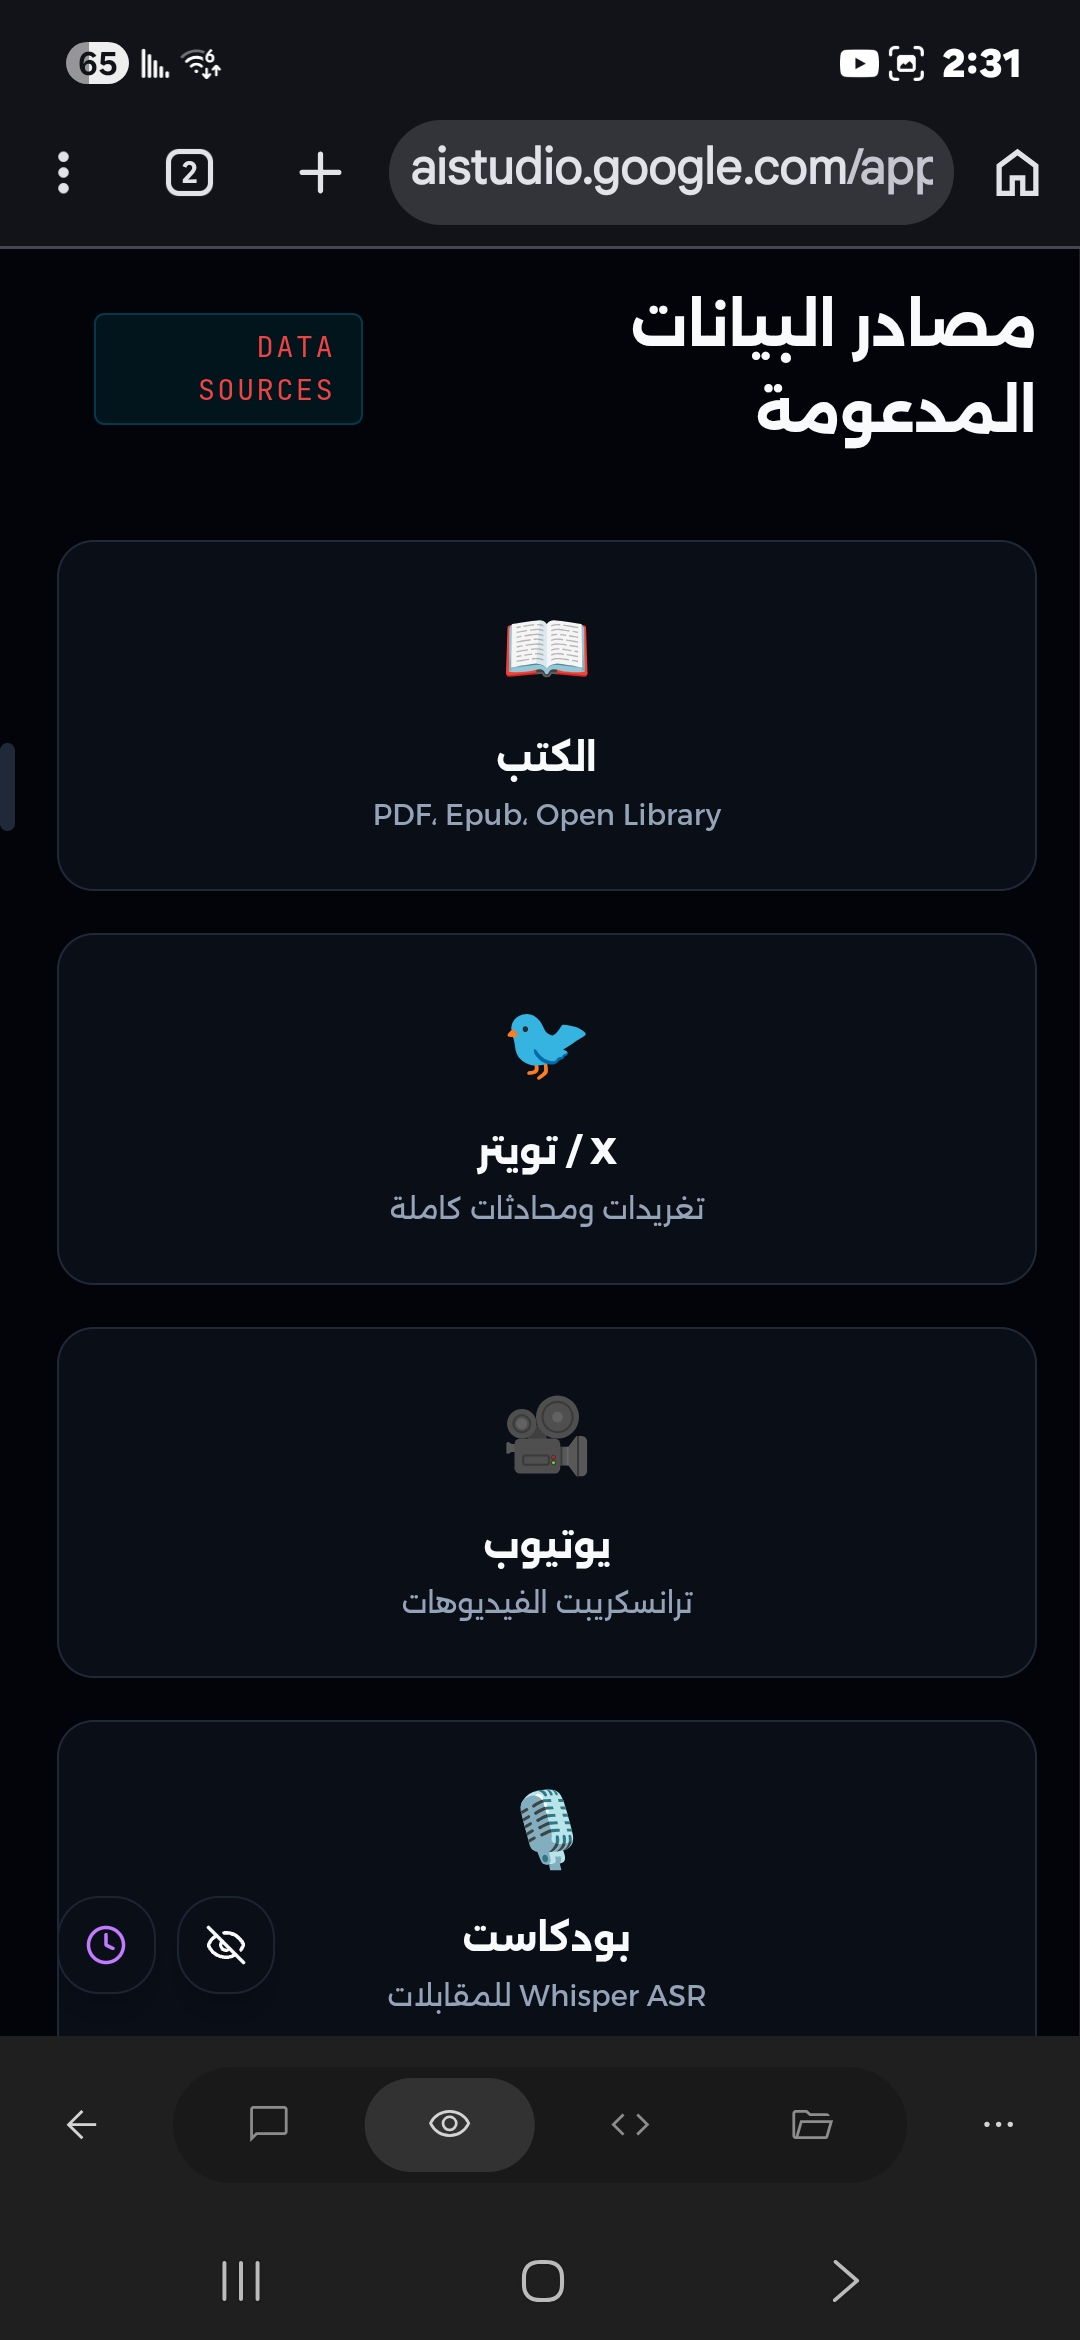 65
2:31
2
aistudio.google.com/app
مصادر البيانات
المدعومة
DATA
SOURCES
الكتب
PDF، Epub، Open Library
X / تويتر
تغريدات ومحادثات كاملة
يوتيوب
ترانسكريبت الفيديوهات
بودكاست
Whisper ASR للمقابلات